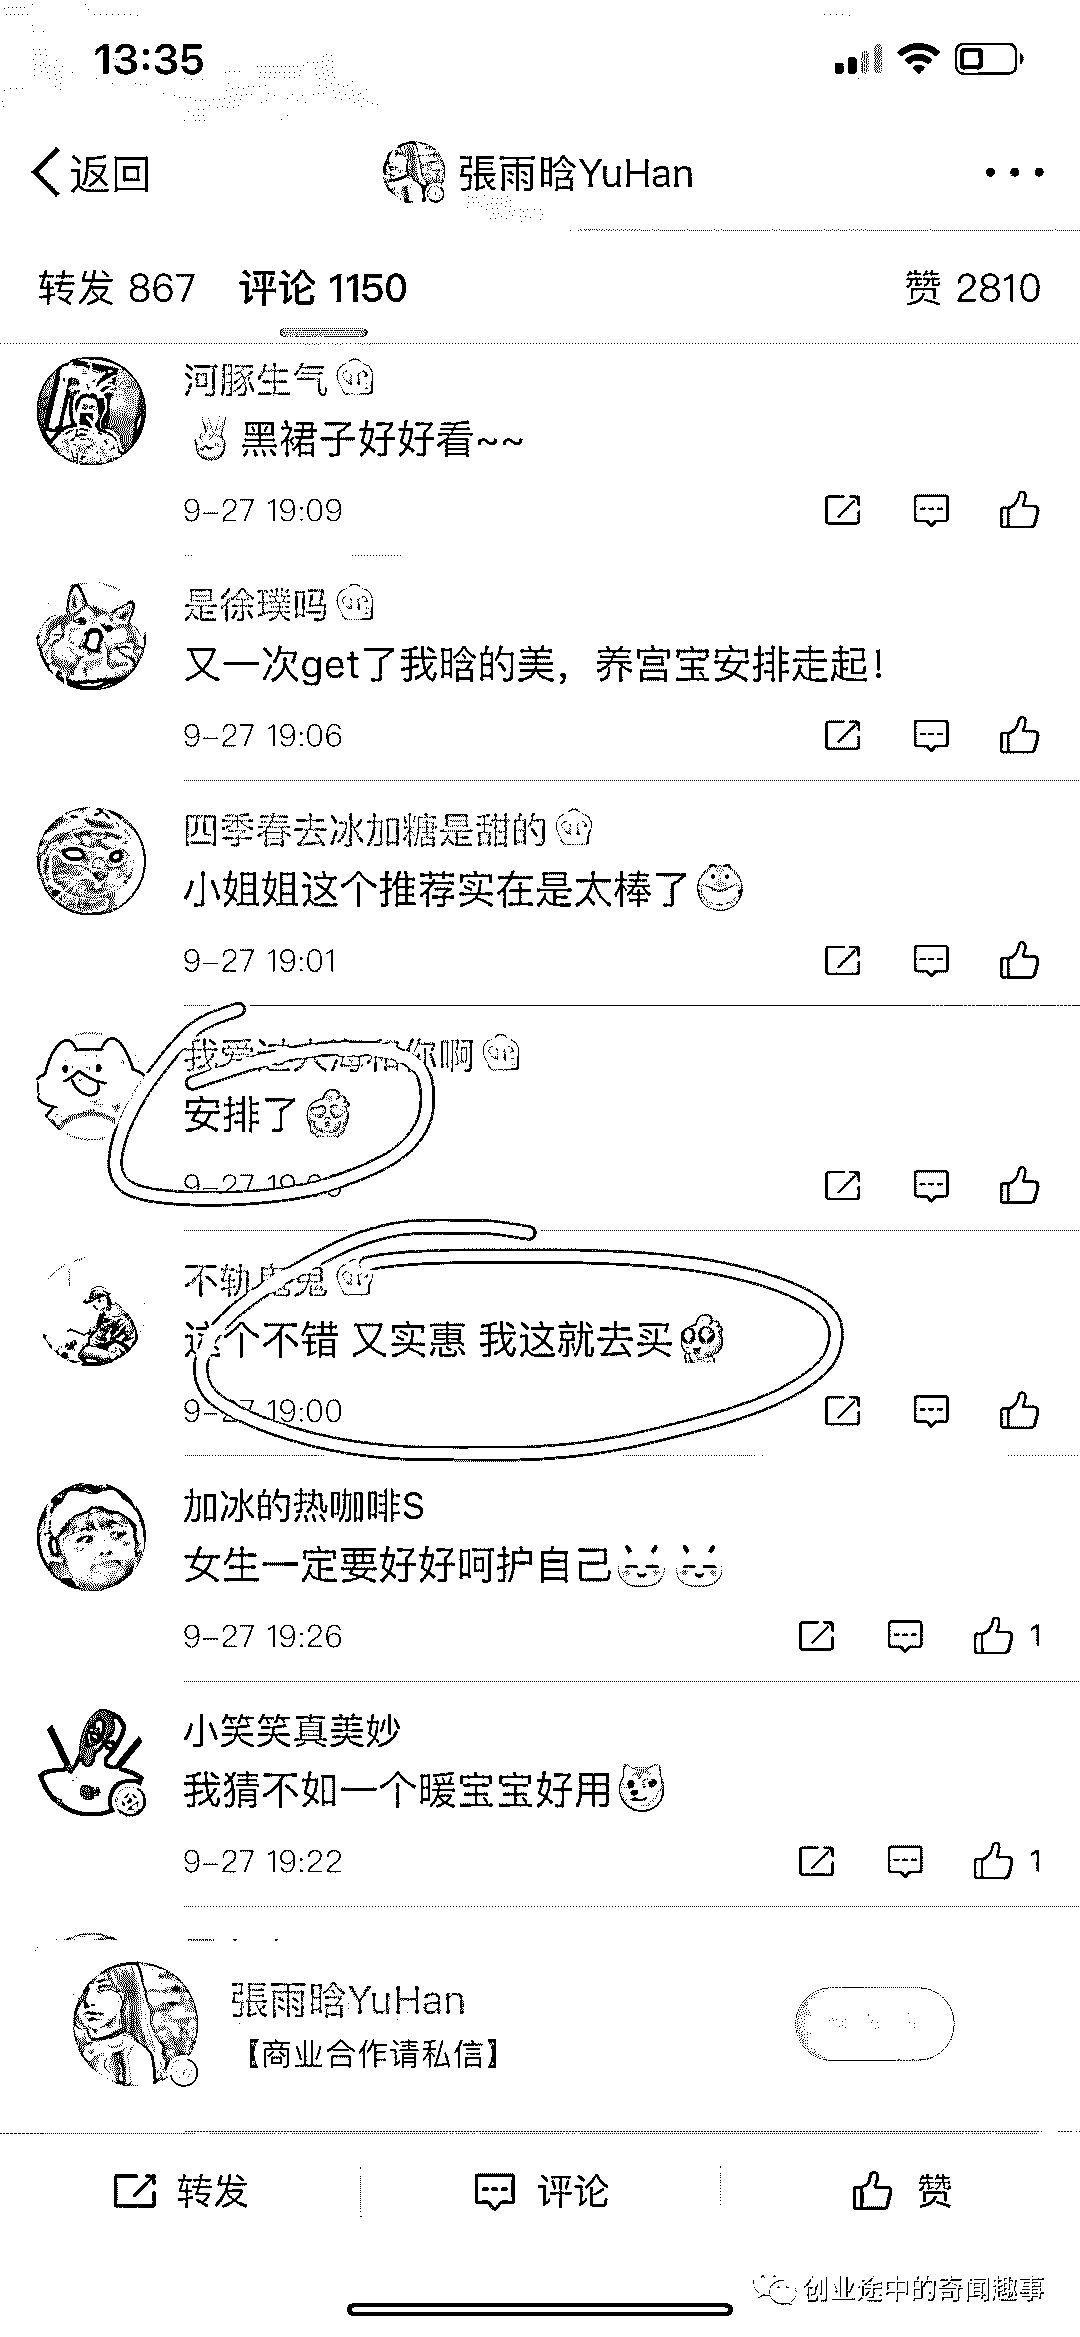 13:35
返回
張雨晗YuHan
转发 867 评论 1150 赞 2810
河豚生气
黑裙子好好看~~
9-27 19:09
是徐璞吗
又一次get了我晗的美，养宫宝安排走起！
9-27 19:06
四季春去冰加糖是甜的
小姐姐这个推荐实在是太棒了
9-27 19:01
你啊
安排了
9-27
不轨
这个不错 又实惠 我这就去买
9-27 19:00
加冰的热咖啡S
女生一定要好好呵护自己
9-27 19:26
1
小笑笑真美妙
我猜不如一个暖宝宝好用
9-27 19:22
1
張雨晗YuHan
【商业合作请私信】
转发
评论
赞
创业途中的奇闻趣事